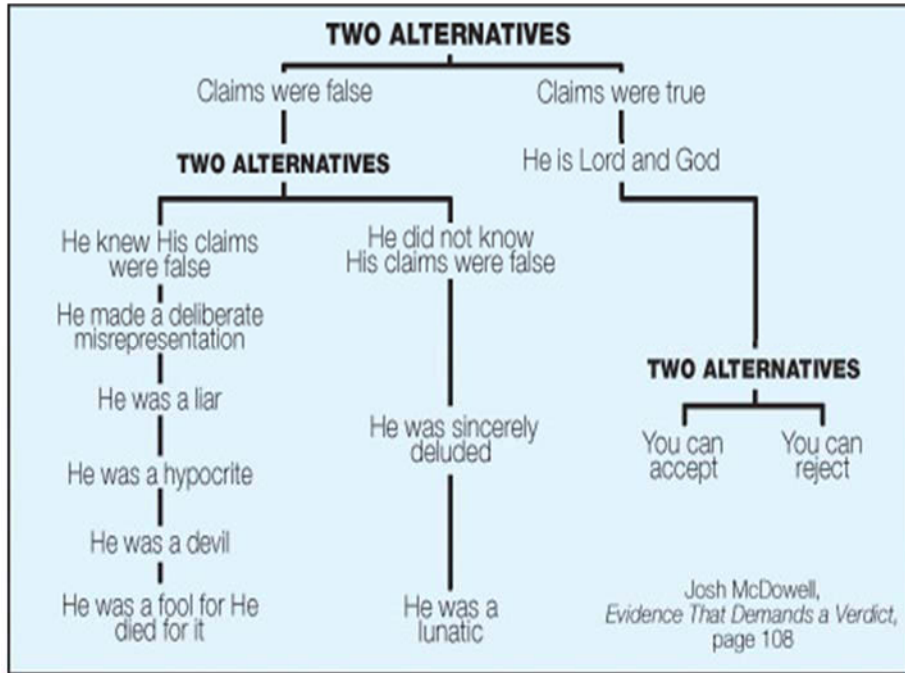 TWO ALTERNATIVES
Claims were false
Claims were true
TWO ALTERNATIVES
He is Lord and God
He knew His claims
were false
He did not know
His claims were false
He made a deliberate
misrepresentation
He was a liar
He was a hypocrite
He was a devil
He was a fool for He
died for it
He was sincerely
deluded
He was a
lunatic
TWO ALTERNATIVES
You can
accept
You can
reject
Josh McDowell,
Evidence That Demands a Verdict,
page 108